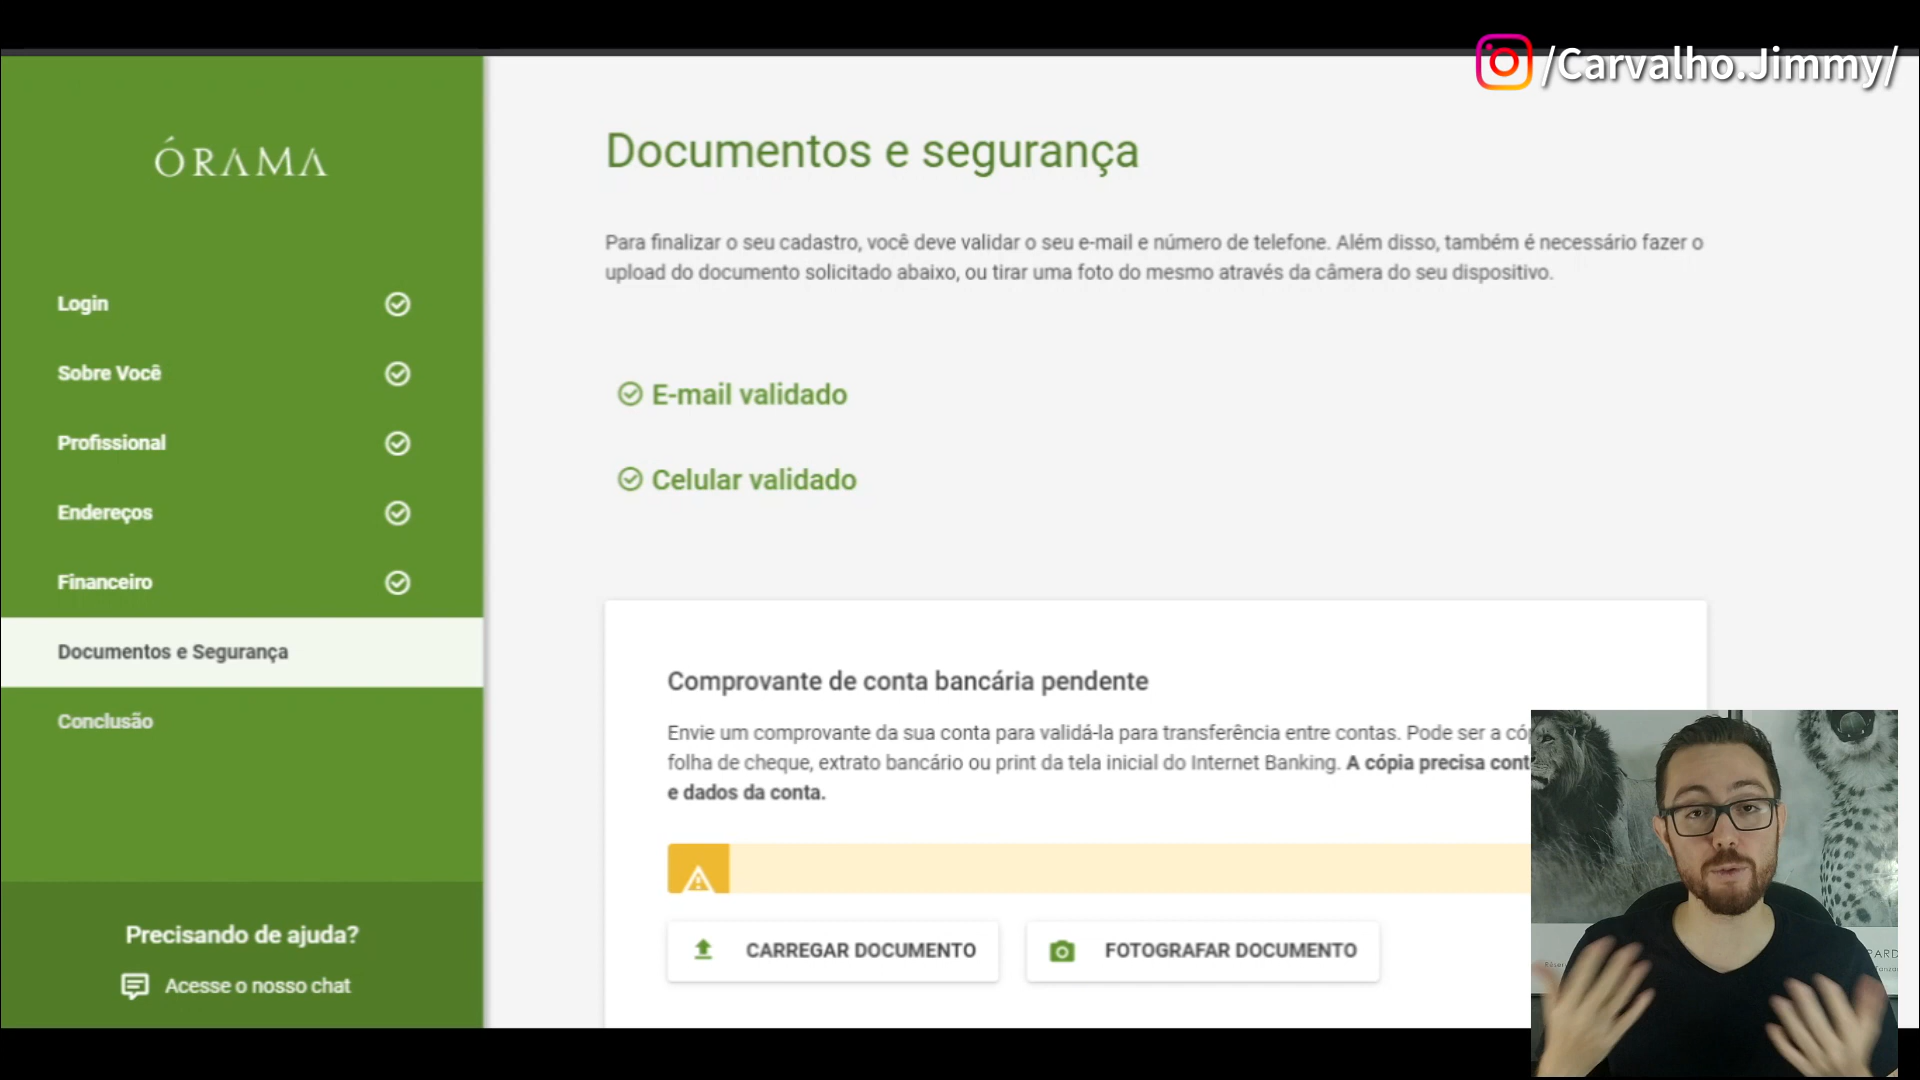 /Carvalho.Jimmy/
ÓRAMA
Login
Sobre Você
Profissional
Endereços
Financeiro
Documentos e Segurança
Conclusão
Precisando de ajuda?
Acesse o nosso chat
Documentos e segurança
Para finalizar o seu cadastro, você deve validar o seu e-mail e número de telefone. Além disso, também é necessário fazer o
upload do documento solicitado abaixo, ou tirar uma foto do mesmo através da câmera do seu dispositivo.
E-mail validado
Celular validado
Comprovante de conta bancária pendente
Envie um comprovante da sua conta para validá-la para transferência entre contas. Pode ser a
folha de cheque, extrato bancário ou print da tela inicial do Internet Banking. A cópia precisa
e dados da conta.
CARREGAR DOCUMENTO
FOTOGRAFAR DOCUMENTO